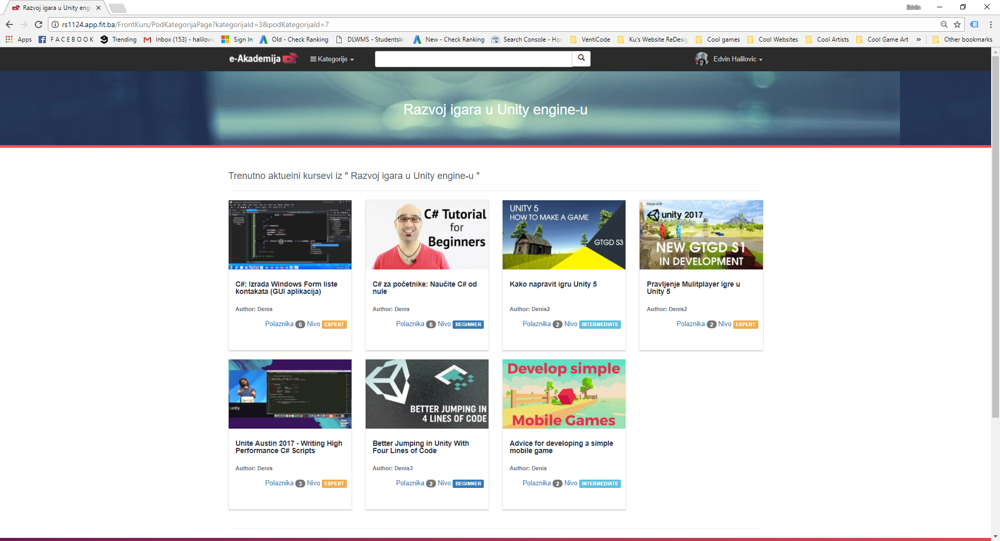 Razvoj igara u Unity eng
Edvin
rs1124.app.fit.ba/FrontKurs/PodKategorijaPage?kategorijaId=3&podKategorijaId=7
Apps FACEBOOK Trending Inbox (153) - halilovic Sign In Old - Check Ranking DLWMS - Studentski New - Check Ranking Search Console - Hor VentiCode Ku's Website ReDesig Cool games Cool Websites Cool Artists Cool Game Art » Other bookmarks
e-Akademija Kategorije Edvin Halilovic
Razvoj igara u Unity engine-u
Trenutno aktuelni kursevi iz " Razvoj igara u Unity engine-u "
C# Tutorial
for
Beginners
UNITY 5
HOW TO MAKE A GAME
GTGD S3
Made with
unity 2017
NEW GTGD S1
IN DEVELOPMENT
C#: Izrada Windows Form liste
kontakata (GUI aplikacija)
Author: Denis
Polaznika 6 Nivo EXPERT
C# za početnike: Naučite C# od
nule
Author: Denis
Polaznika 6 Nivo BEGINNER
Kako napravit igru Unity 5
Author: Denis2
Polaznika 2 Nivo INTERMEDIATE
Pravljenje Mulitplayer Igre u
Unity 5
Author: Denis2
Polaznika 2 Nivo EXPERT
unity
Unite
Austin
2017
BETTER JUMPING IN
4 LINES OF CODE
Develop simple
Mobile Games
Unite Austin 2017 - Writing High
Performance C# Scripts
Author: Denis
Polaznika 3 Nivo EXPERT
Better Jumping in Unity With
Four Lines of Code
Author: Denis3
Polaznika 2 Nivo BEGINNER
Advice for developing a simple
mobile game
Author: Denis
Polaznika 2 Nivo INTERMEDIATE